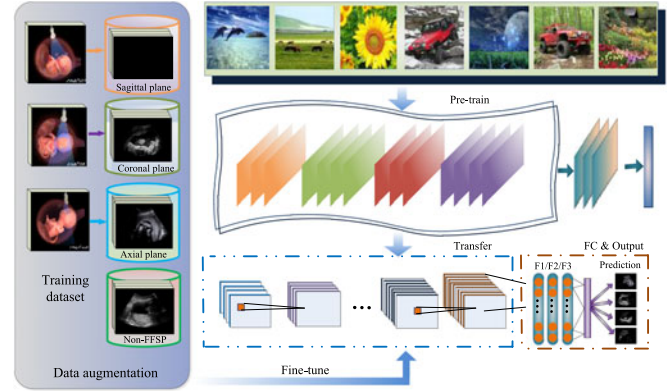 Sagittal plane
Coronal plane
Axial plane
Training
dataset
Non-FFSP
Data augmentation
Pre-train
Transfer
FC & Output
F1/F2/F3
Prediction
Fine-tune